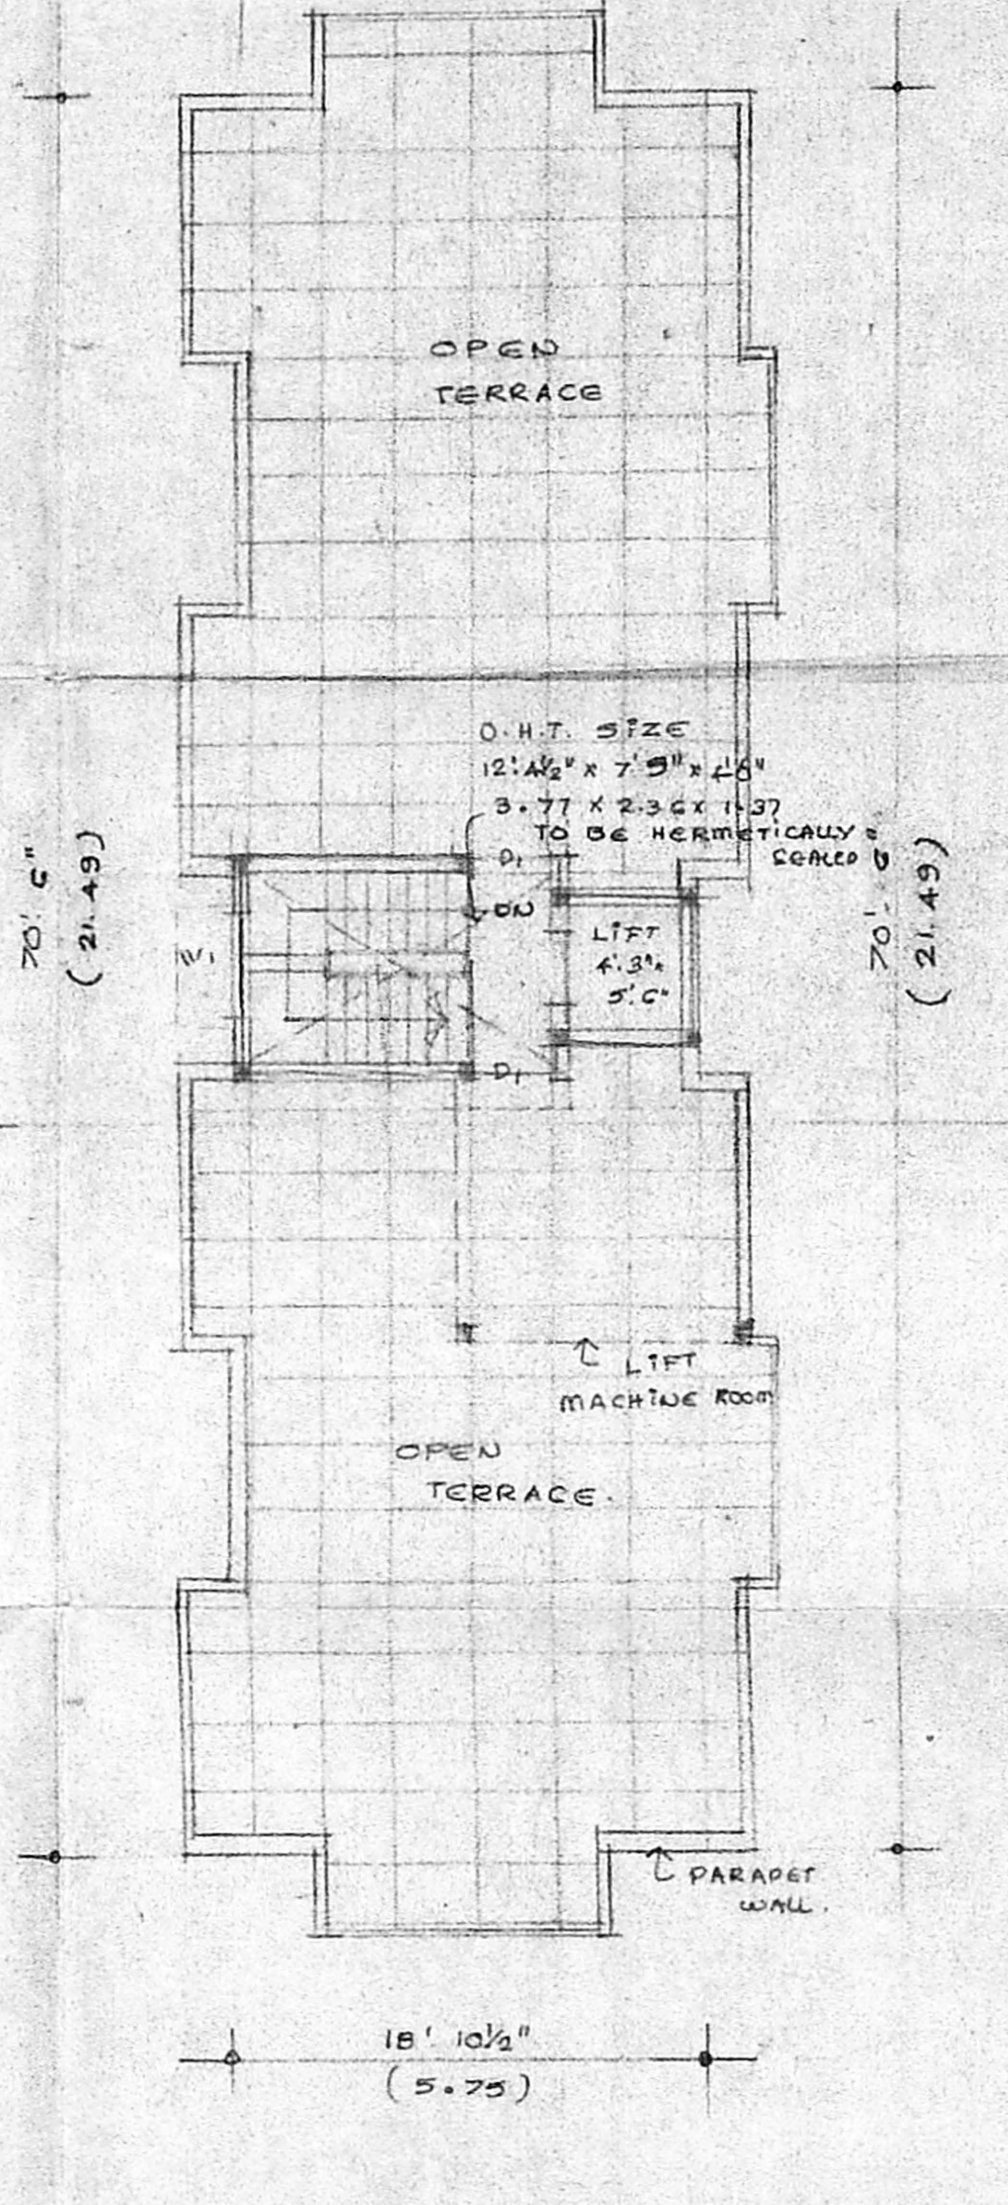 OPEN
TERRACE
O.H.T. SIZE
12'.4½" x 7'.9" x 4'.6"
3.77 x 2.36 x 1.37
TO BE HERMETICALLY
SEALED
D1
DN
LIFT
4'.3" x
5'.6"
W1
D1
70'. 6"
(21.49)
70'. 6"
(21.49)
LIFT
MACHINE ROOM
OPEN
TERRACE.
PARAPET
WALL.
18'. 10½"
(5.75)